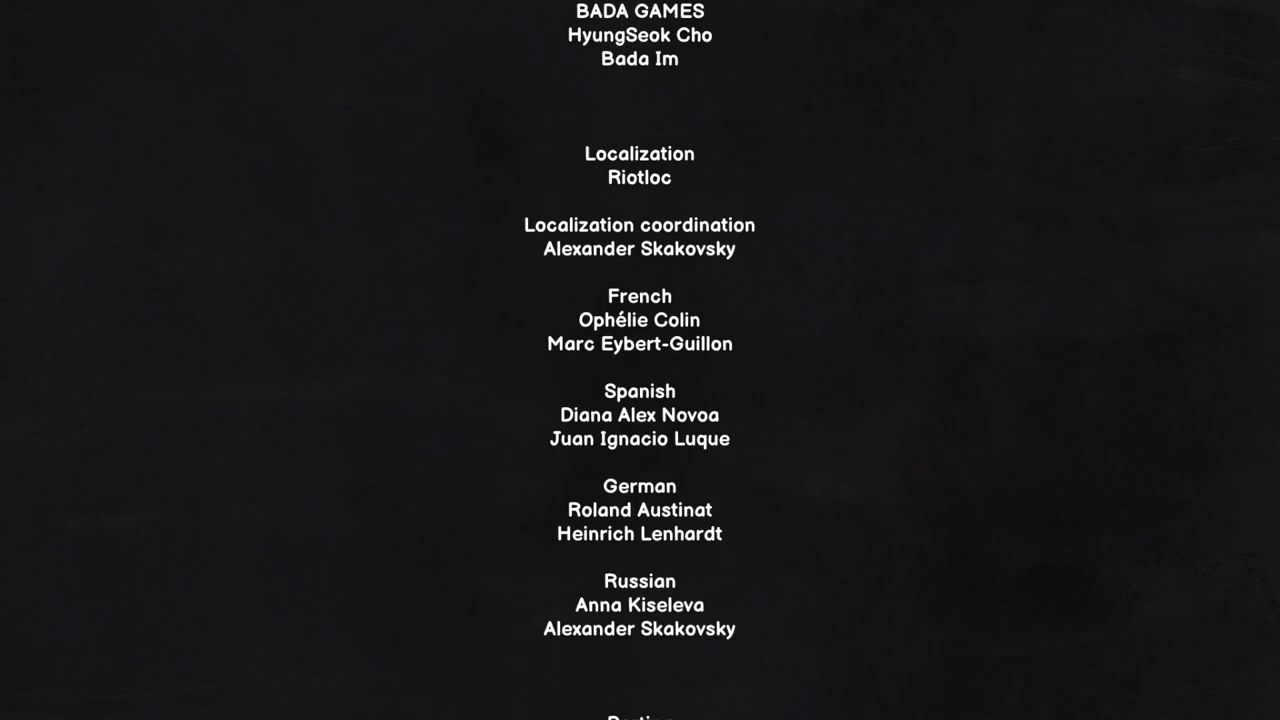 BADA GAMES
HyungSeok Cho
Bada Im
Localization
Riotloc
Localization coordination
Alexander Skakovsky
French
Ophélie Colin
Marc Eybert-Guillon
Spanish
Diana Alex Novoa
Juan Ignacio Luque
German
Roland Austinat
Heinrich Lenhardt
Russian
Anna Kiseleva
Alexander Skakovsky